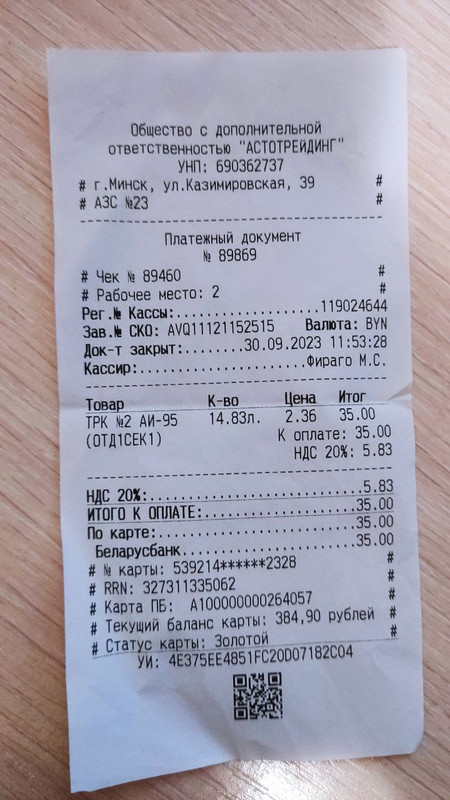 Общество с дополнительной
ответственностью "АСТОТРЕЙДИНГ"
УНП: 690362737
# г.Минск, ул.Казимировская, 39 #
# АЗС №23 #
Платежный документ
№ 89869
# Чек № 89460 #
# Рабочее место: 2 #
Рег.№ Кассы:....................119024644
Зав.№ СКО: AVQ11121152515 Валюта: BYN
Док-т закрыт:........30.09.2023 11:53:28
Кассир:.......................Фираго М.С.
Товар К-во Цена Итог
ТРК №2 АИ-95 14.83л. 2.36 35.00
(ОТД1СЕК1) К оплате: 35.00
НДС 20%: 5.83
НДС 20%:.............................5.83
ИТОГО К ОПЛАТЕ:.....................35.00
По карте:...........................35.00
Беларусбанк.........................35.00
# № карты: 539214******2328 #
# RRN: 327311335062 #
# Карта ПБ: A100000000264057 #
# Текущий баланс карты: 384,90 рублей #
# Статус карты: Золотой #
УИ: 4E375EE4851FC20D07182C04